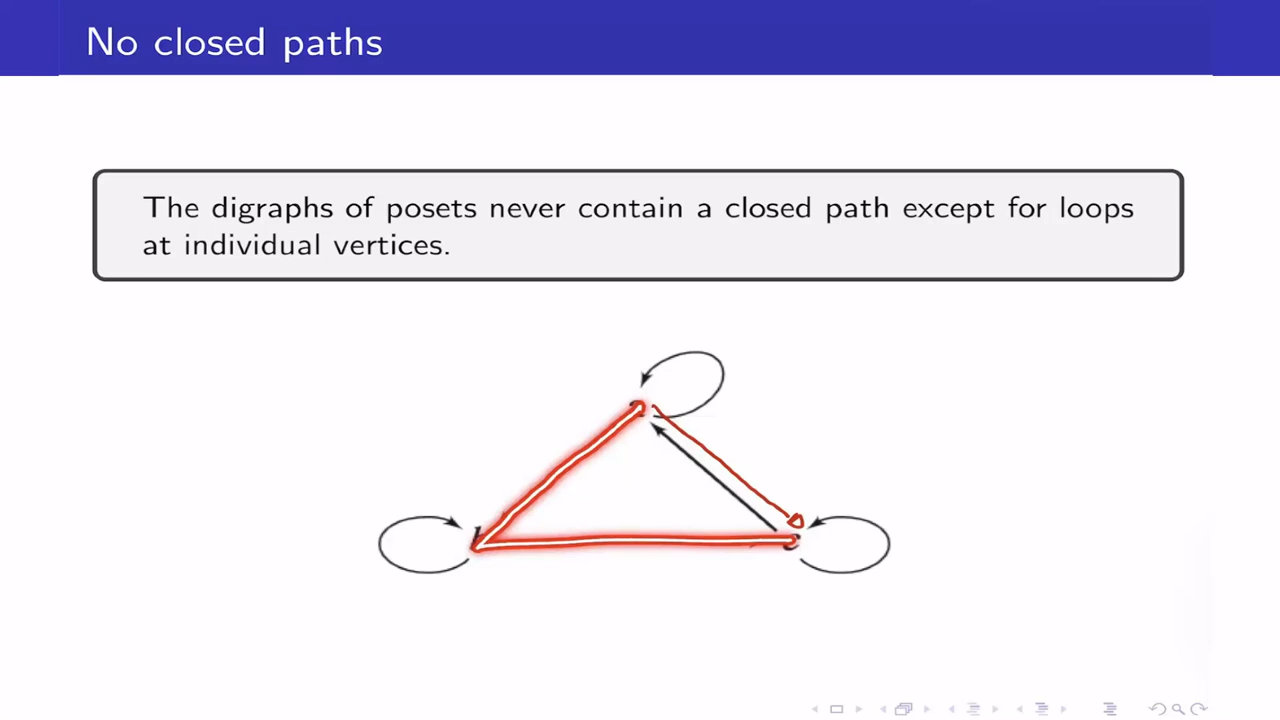 No closed paths
The digraphs of posets never contain a closed path except for loops
at individual vertices.